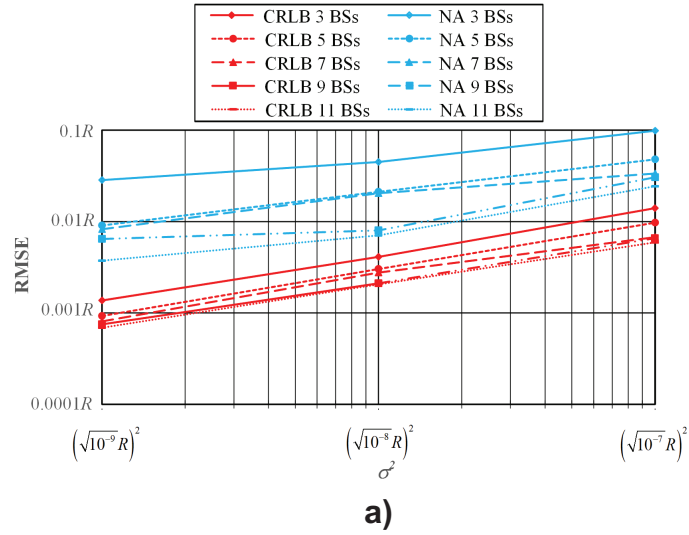 CRLB 3 BSs
NA 3 BSs
CRLB 5 BSs
NA 5 BSs
CRLB 7 BSs
NA 7 BSs
CRLB 9 BSs
NA 9 BSs
CRLB 11 BSs
NA 11 BSs
0.1R
0.01R
0.001R
0.0001R
RMSE
(√10⁻⁹R)²
(√10⁻⁸R)²
(√10⁻⁷R)²
σ²
a)